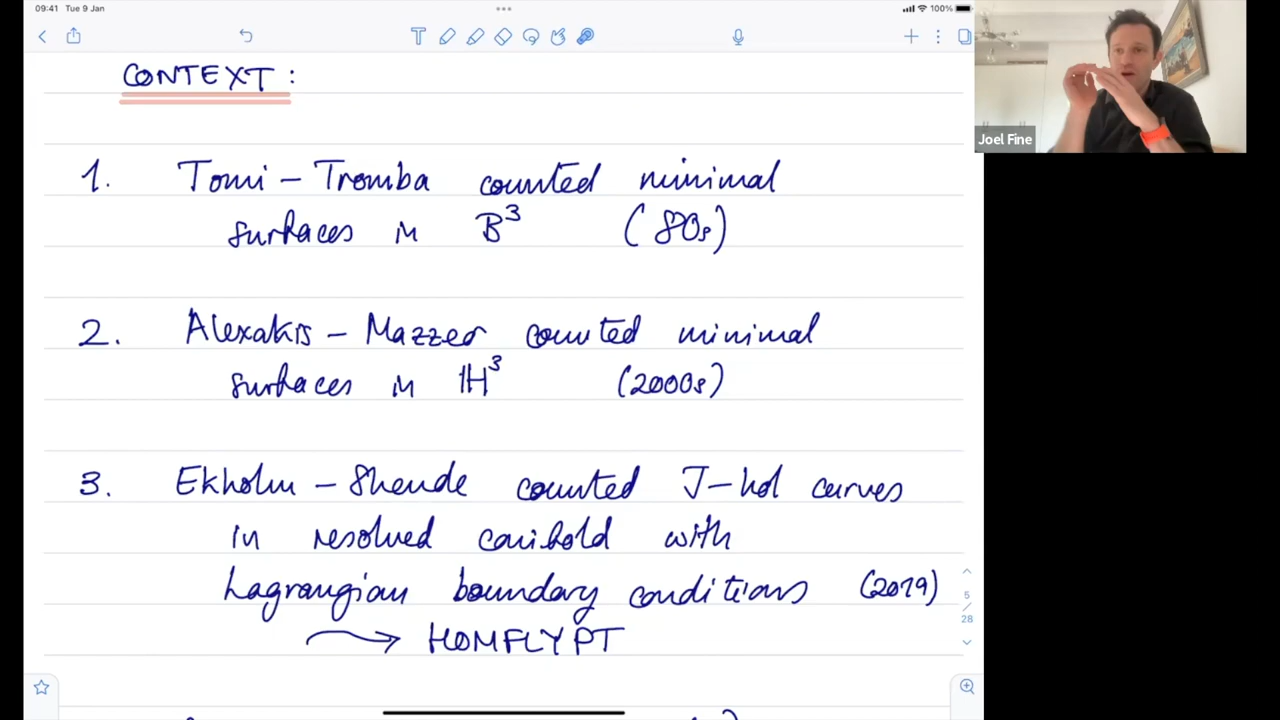 09:41 Tue 9 Jan
100%
CONTEXT:
1. Tomi - Tromba counted minimal
surfaces in B³ (80s)
2. Alexakis - Mazzeo counted minimal
surfaces in ℍ³ (2000s)
3. Ekholm - Shende counted J-hol curves
in resolved conifold with
Lagrangian boundary conditions (2019)
→ HOMFLYPT
5
/
28
Joel Fine